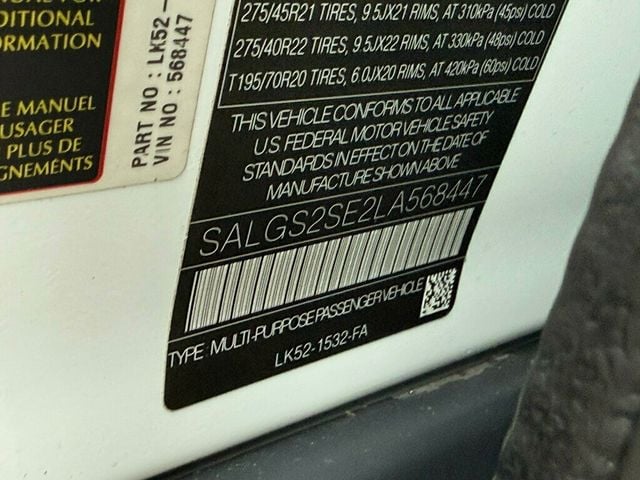 DITIONAL
FORMATION
E MANUEL
USAGER
PLUS DE
GNEMENTS
PART NO : LK52-
VIN NO : 568447
275/45R21 TIRES, 9.5JX21 RIMS, AT 310kPa (45psi) COLD
275/40R22 TIRES, 9.5JX22 RIMS, AT 330kPa (48psi) COLD
T195/70R20 TIRES, 6.0JX20 RIMS, AT 420kPa (60psi) COLD
THIS VEHICLE CONFORMS TO ALL APPLICABLE
U.S. FEDERAL MOTOR VEHICLE SAFETY
STANDARDS IN EFFECT ON THE DATE OF
MANUFACTURE SHOWN ABOVE
SALGS2SE2LA568447
TYPE: MULTI-PURPOSE PASSENGER VEHICLE
LK52-1532-FA